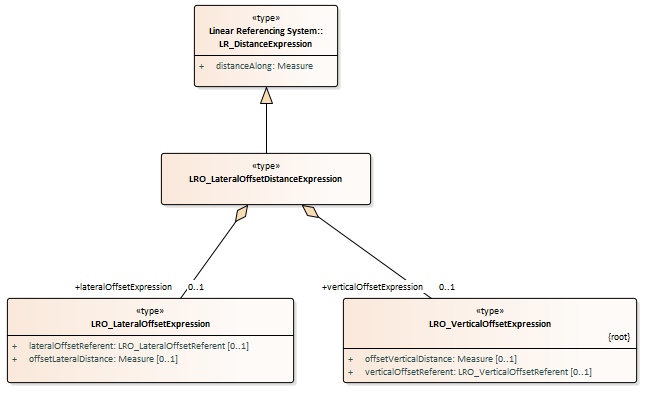 «type»
Linear Referencing System::
LR_DistanceExpression
+ distanceAlong: Measure
«type»
LRO_LateralOffsetDistanceExpression
+lateralOffsetExpression 0..1
+verticalOffsetExpression 0..1
«type»
LRO_LateralOffsetExpression
+ lateralOffsetReferent: LRO_LateralOffsetReferent [0..1]
+ offsetLateralDistance: Measure [0..1]
«type»
LRO_VerticalOffsetExpression
{root}
+ offsetVerticalDistance: Measure [0..1]
+ verticalOffsetReferent: LRO_VerticalOffsetReferent [0..1]